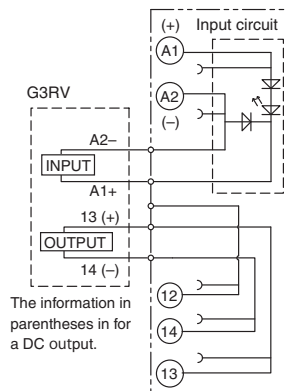 (+)
Input circuit
A1
A2
(–)
G3RV
A2–
INPUT
A1+
13 (+)
OUTPUT
14 (–)
The information in
parentheses in for
a DC output.
12
14
13